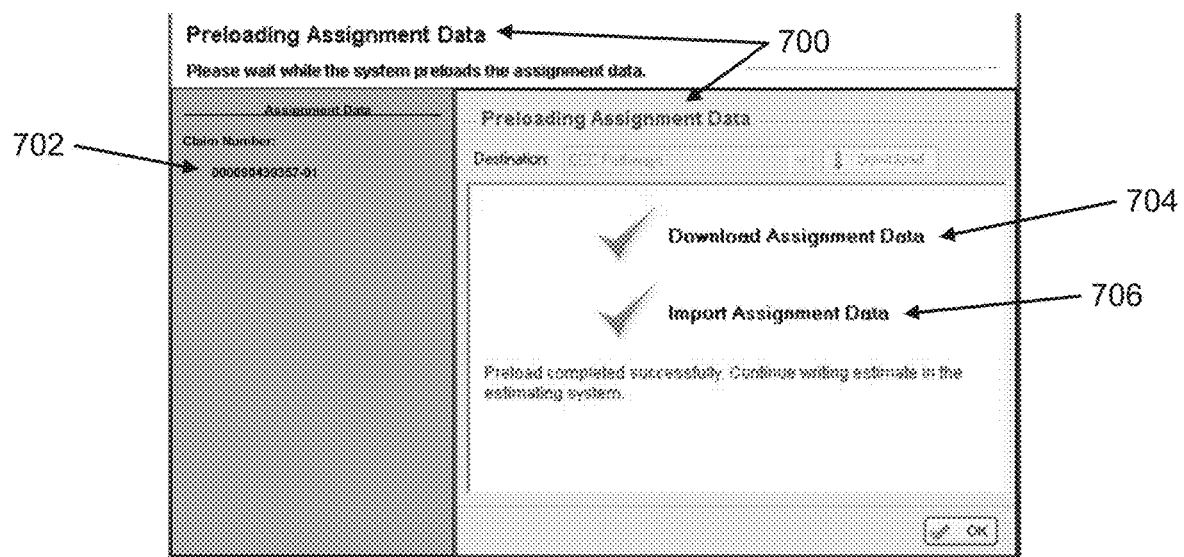 Preloading Assignment Data
700
Please wait while the system preloads the assignment data.
Assignment Data
Claim Number:
702
Preloading Assignment Data
Destination:
Download
704
Download Assignment Data
706
Import Assignment Data
Preload completed successfully. Continue writing estimate in the
estimating system.
OK